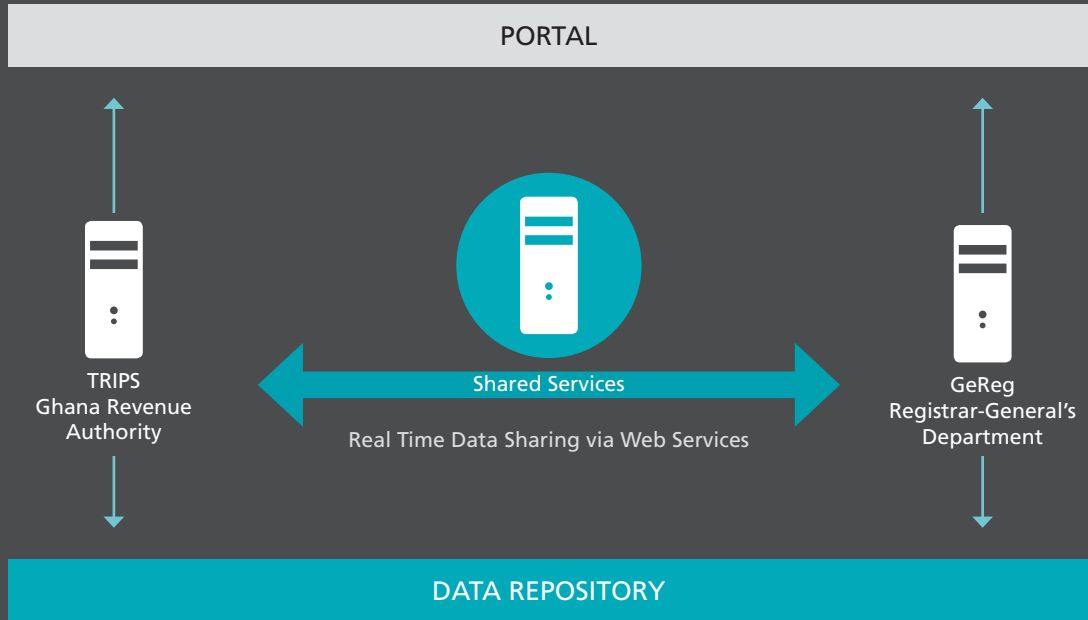 PORTAL
TRIPS
Ghana Revenue
Authority
Shared Services
Real Time Data Sharing via Web Services
GeReg
Registrar-General’s
Department
DATA REPOSITORY